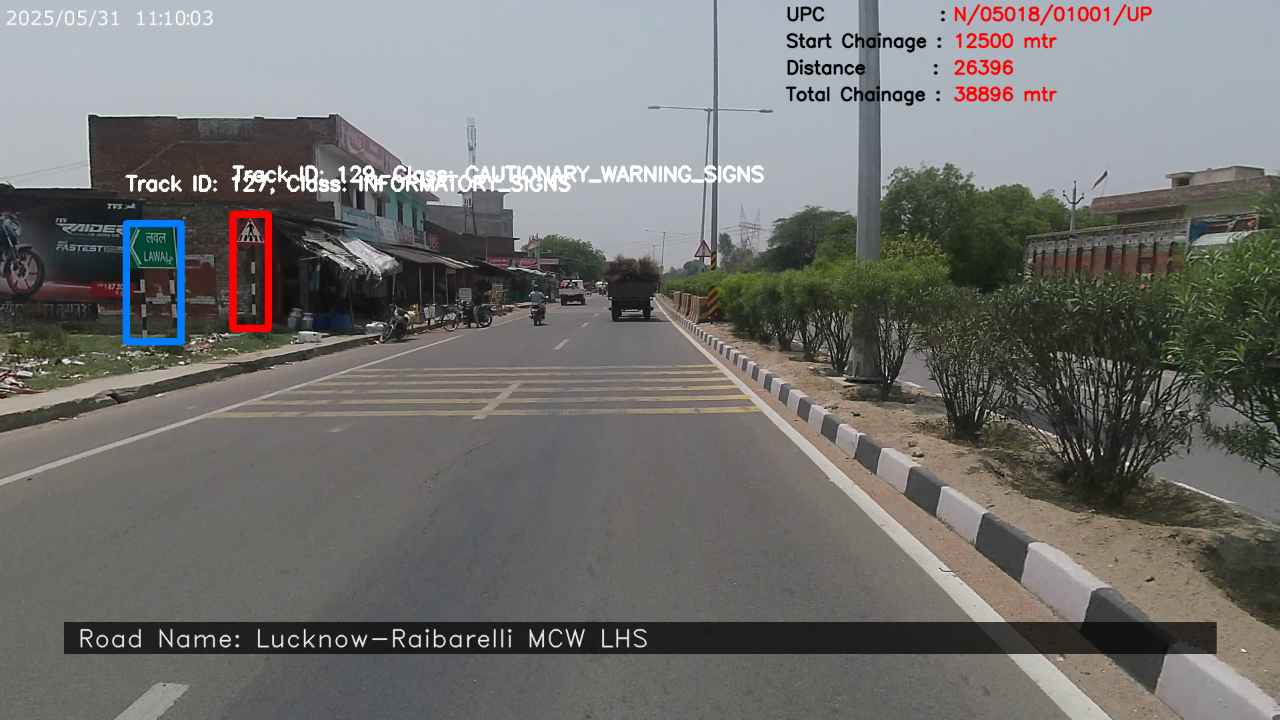 2025/05/31 11:10:03
UPC : N/05018/01001/UP
Start Chainage : 12500 mtr
Distance : 26396
Total Chainage : 38896 mtr
Track ID: 129, Class: CAUTIONARY_WARNING_SIGNS
Track ID: 127, Class: INFORMATORY_SIGNS
TVS
RAIDER
FASTEST
लवल
LAWAL
Road Name: Lucknow-Raibarelli MCW LHS